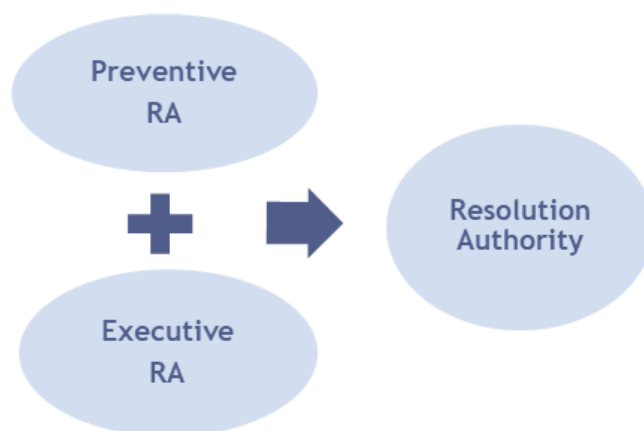 Preventive
RA
Executive
RA
Resolution
Authority